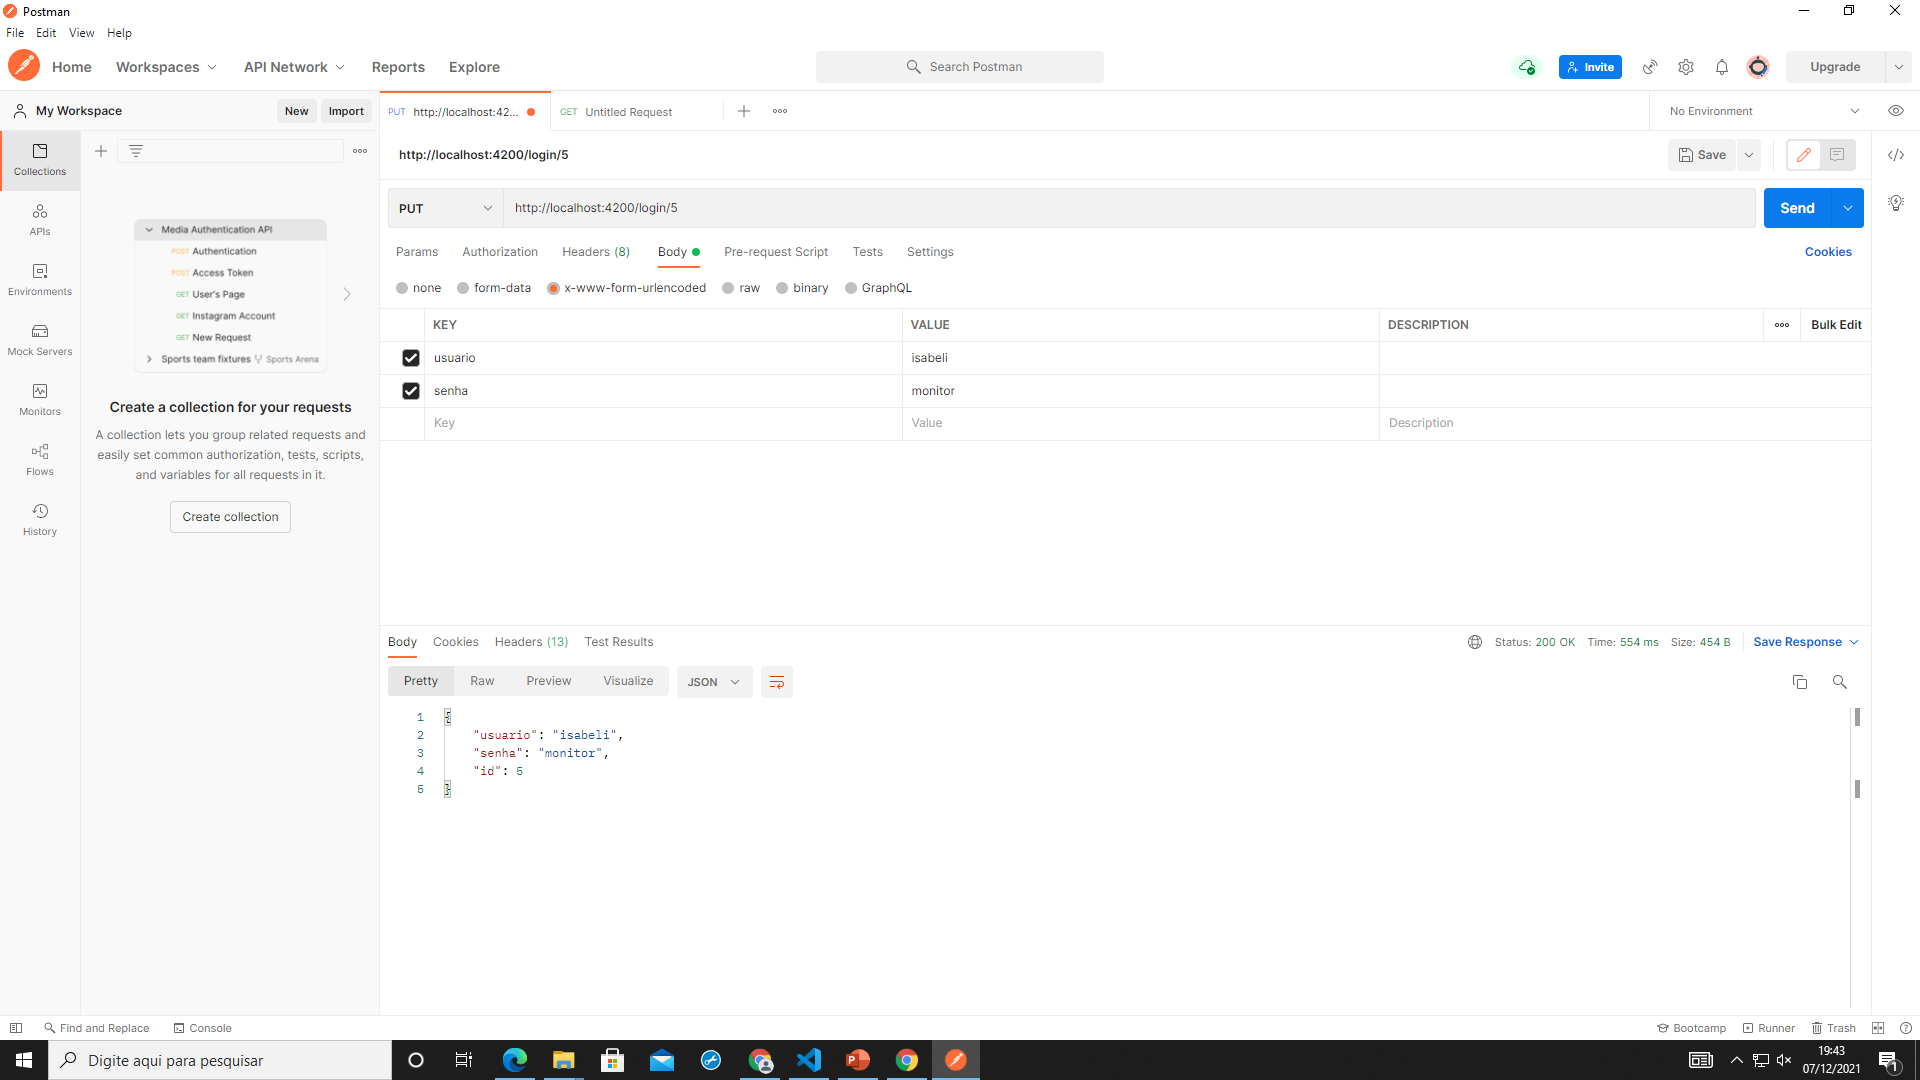 Postman
File Edit View Help
Home Workspaces API Network Reports Explore Search Postman Invite Upgrade
My Workspace New Import PUT http://localhost:42... GET Untitled Request No Environment
http://localhost:4200/login/5 Save
PUT http://localhost:4200/login/5 Send
Params Authorization Headers (8) Body Pre-request Script Tests Settings Cookies
none form-data x-www-form-urlencoded raw binary GraphQL
KEY VALUE DESCRIPTION Bulk Edit
usuario isabeli
senha monitor
Key Value Description
Collections
APIs
Environments
Mock Servers
Monitors
Flows
History
Media Authentication API
POST Authentication
POST Access Token
GET User's Page
GET Instagram Account
GET New Request
Sports team fixtures Sports Arena
Create a collection for your requests
A collection lets you group related requests and
easily set common authorization, tests, scripts,
and variables for all requests in it.
Create collection
Body Cookies Headers (13) Test Results Status: 200 OK Time: 554 ms Size: 454 B Save Response
Pretty Raw Preview Visualize JSON
1 {
2 "usuario": "isabeli",
3 "senha": "monitor",
4 "id": 5
5 }
Find and Replace Console Bootcamp Runner Trash
Digite aqui para pesquisar
19:43
07/12/2021
1